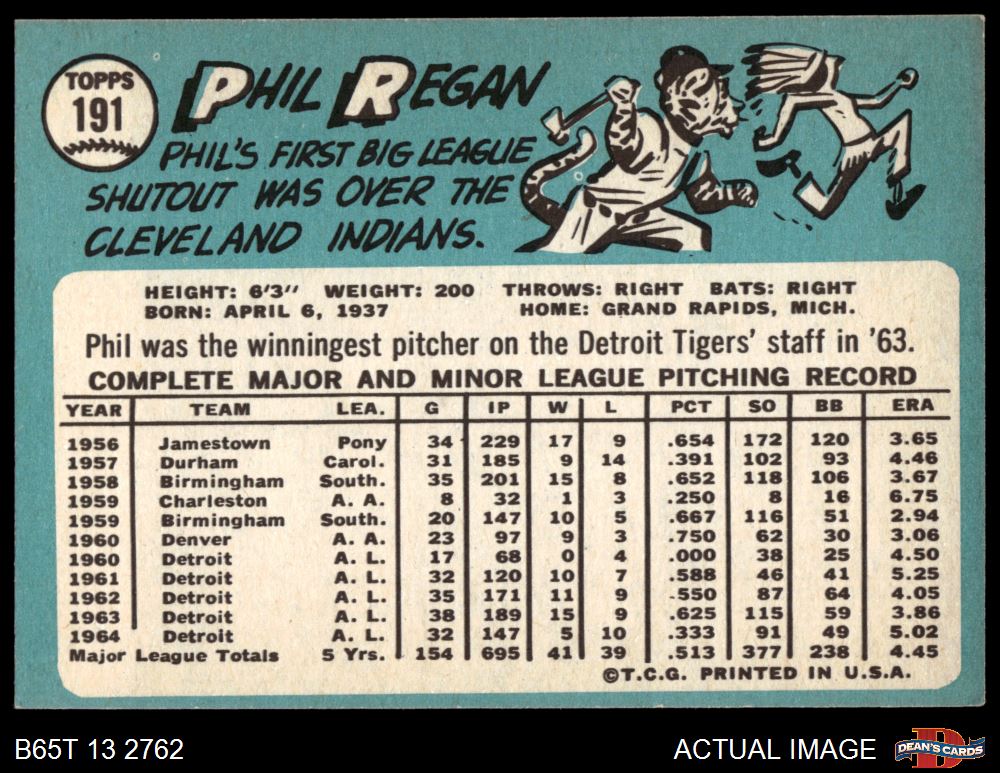 TOPPS
191
PHIL REGAN
PHIL'S FIRST BIG LEAGUE
SHUTOUT WAS OVER THE
CLEVELAND INDIANS.
HEIGHT: 6'3" WEIGHT: 200 THROWS: RIGHT BATS: RIGHT
BORN: APRIL 6, 1937 HOME: GRAND RAPIDS, MICH.
Phil was the winningest pitcher on the Detroit Tigers' staff in '63.
COMPLETE MAJOR AND MINOR LEAGUE PITCHING RECORD
YEAR TEAM LEA. G IP W L PCT SO BB ERA
1956 Jamestown Pony 34 229 17 9 .654 172 120 3.65
1957 Durham Carol. 31 185 9 14 .391 102 93 4.46
1958 Birmingham South. 35 201 15 8 .652 118 106 3.67
1959 Charleston A. A. 8 32 1 3 .250 8 16 6.75
1959 Birmingham South. 20 147 10 5 .667 116 51 2.94
1960 Denver A. A. 23 97 9 3 .750 62 30 3.06
1960 Detroit A. L. 17 68 0 4 .000 38 25 4.50
1961 Detroit A. L. 32 120 10 7 .588 46 41 5.25
1962 Detroit A. L. 35 171 11 9 .550 87 64 4.05
1963 Detroit A. L. 38 189 15 9 .625 115 59 3.86
1964 Detroit A. L. 32 147 5 10 .333 91 49 5.02
Major League Totals 5 Yrs. 154 695 41 39 .513 377 238 4.45
©T.C.G. PRINTED IN U.S.A.
B65T 13 2762 ACTUAL IMAGE
D
DEAN'S CARDS